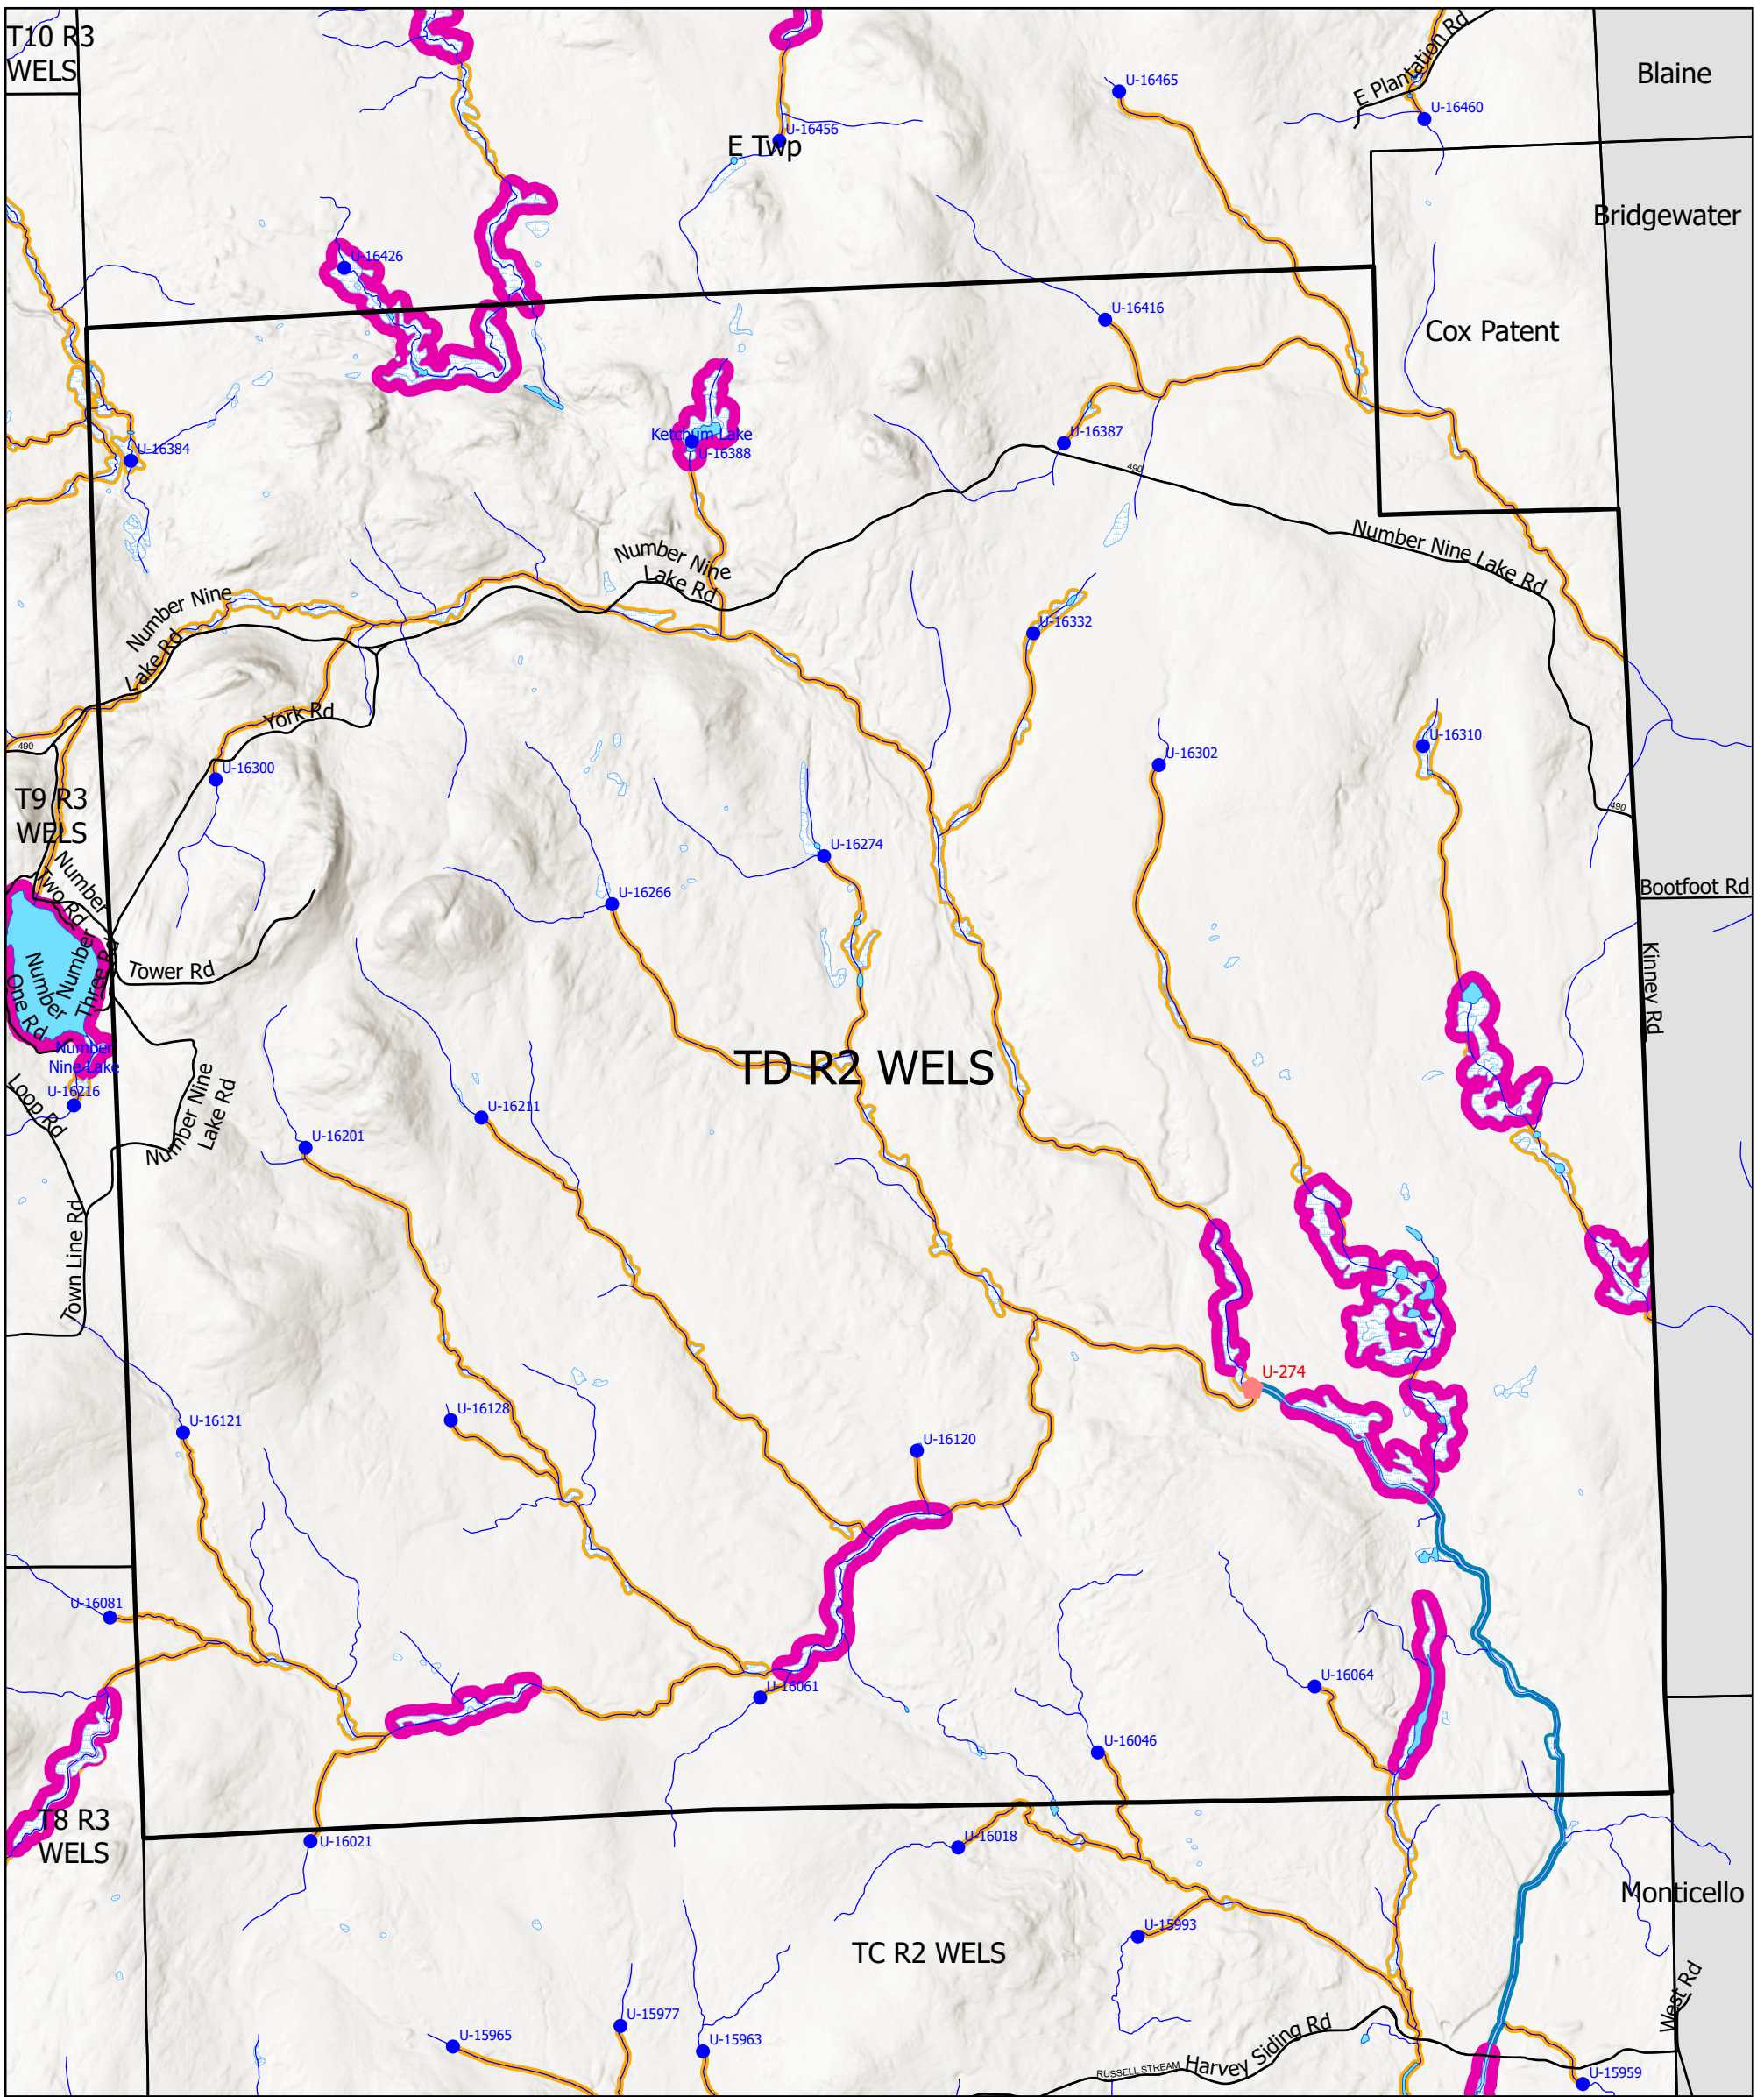 T10 R3
WELS
E Plantation Rd
Blaine
U-16465
U-16460
U-16456
E Twp
Bridgewater
U-16426
U-16416
Cox Patent
Ketchum Lake
U-16388
U-16387
U-16384
490
Number Nine
Lake Rd
Number Nine Lake Rd
Number Nine
Lake Rd
U-16332
York Rd
490
U-16300
U-16302
U-16310
490
T9 R3
WELS
U-16274
Number
Two Rd
U-16266
Bootfoot Rd
Number
Three Rd
Number
One Rd
Tower Rd
Kinney Rd
Number
Nine Lake
TD R2 WELS
U-16216
Loop Rd
Number Nine
Lake Rd
U-16211
U-16201
Town Line Rd
U-274
U-16121
U-16128
U-16120
U-16081
U-16061
U-16064
U-16046
T8 R3
WELS
U-16021
U-16018
Monticello
U-15993
TC R2 WELS
West Rd
U-15977
U-15965
U-15963
RUSSELL STREAM
Harvey Siding Rd
U-15959